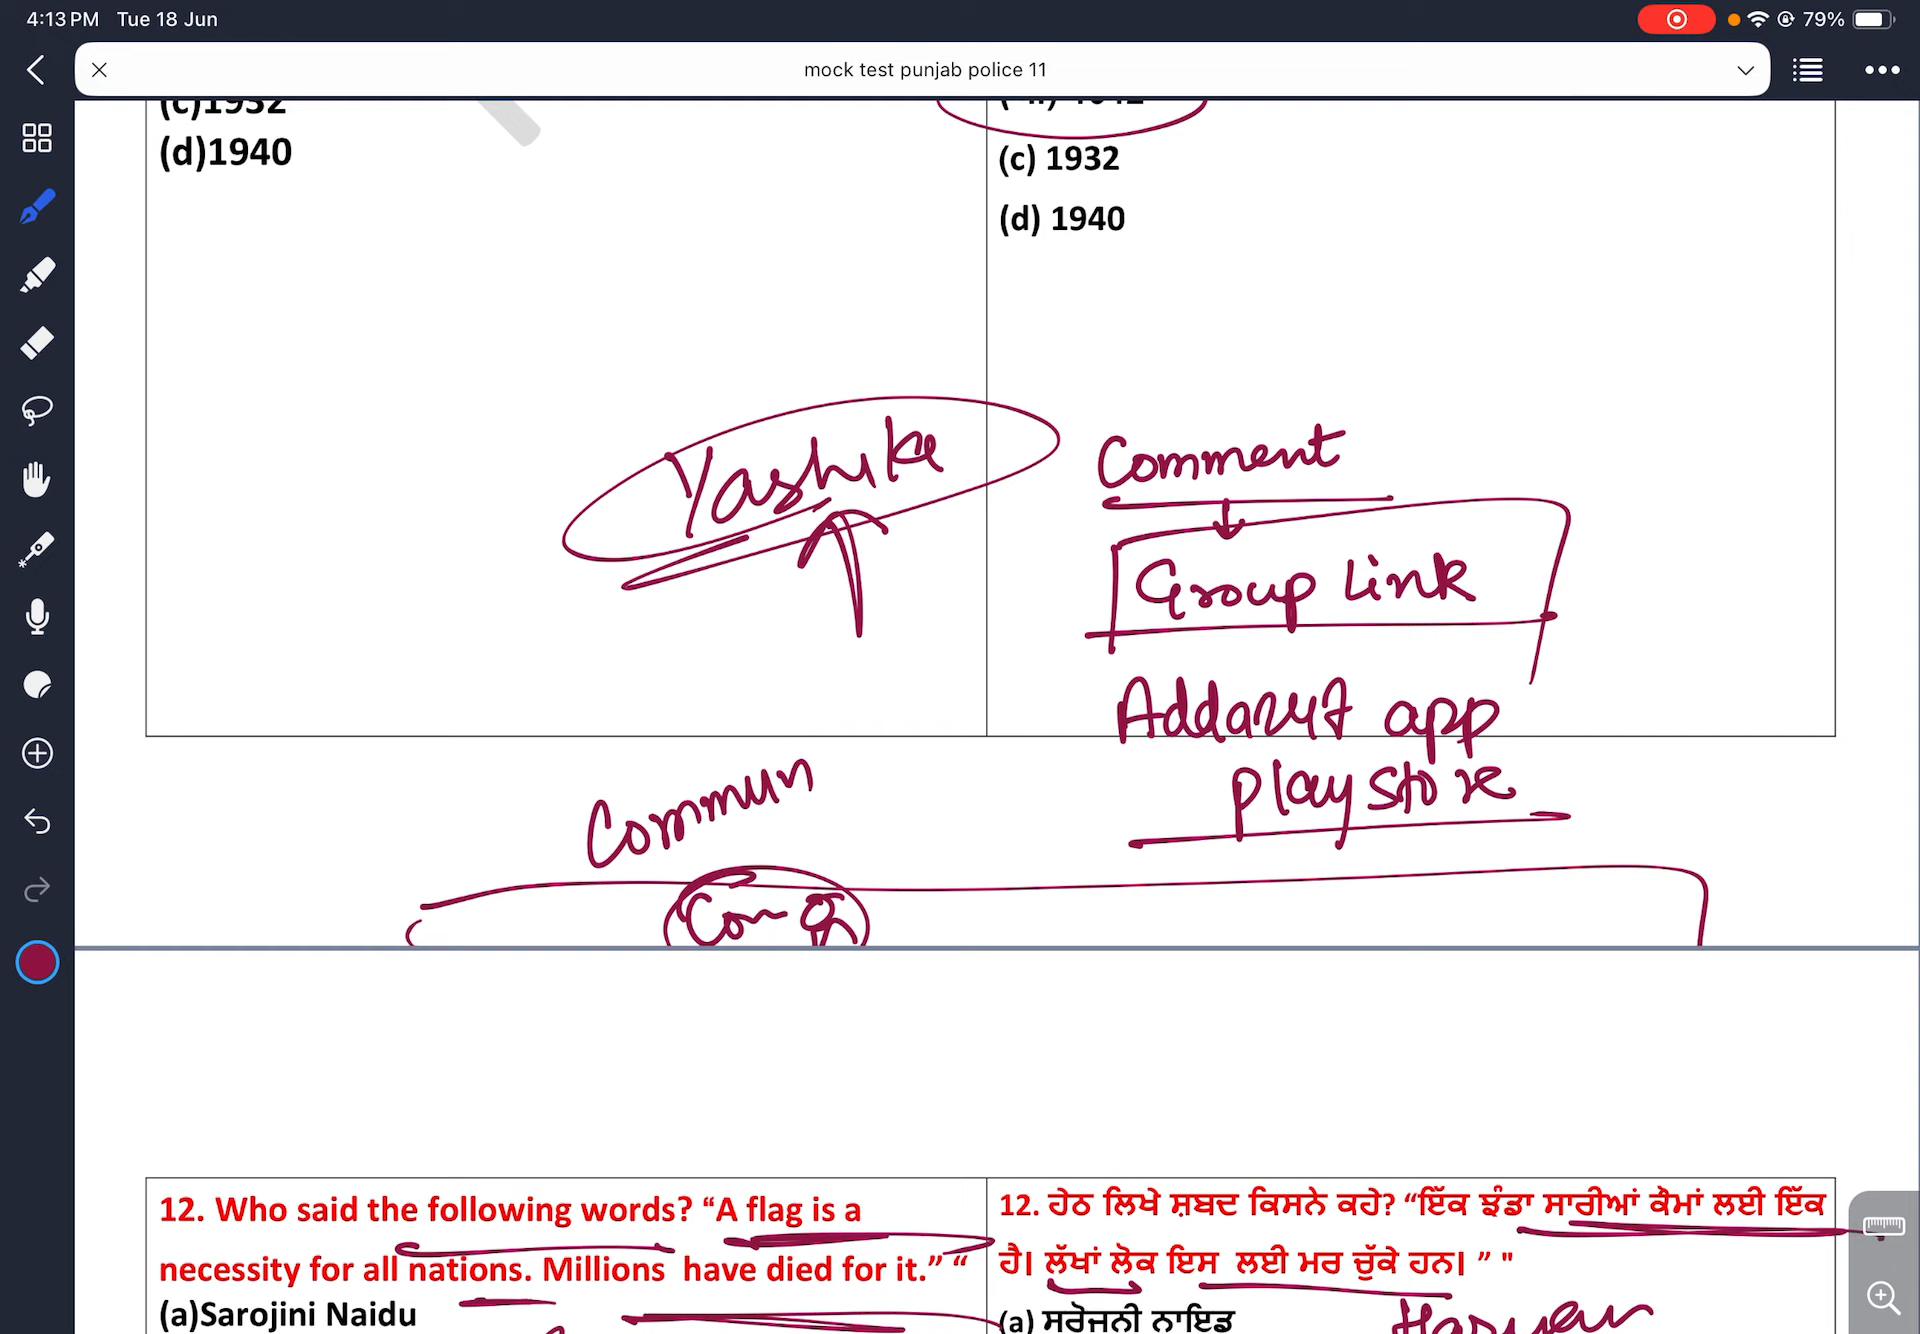 4:13 PM Tue 18 Jun
79%
mock test punjab police 11
(c)1932
(d)1940
(c) 1932
(d) 1940
Yashika
Comment
Group Link
Adda247 app
Play Store
Commun
12. Who said the following words? “A flag is a
necessity for all nations. Millions have died for it.” “
(a)Sarojini Naidu
12. ਹੇਠ ਲਿਖੇ ਸ਼ਬਦ ਕਿਸਨੇ ਕਹੇ? “ਇੱਕ ਝੰਡਾ ਸਾਰੀਆਂ ਕੌਮਾਂ ਲਈ ਇੱਕ
ਹੈ। ਲੱਖਾਂ ਲੋਕ ਇਸ ਲਈ ਮਰ ਚੁੱਕੇ ਹਨ। ” "
(a) ਸਰੋਜਨੀ ਨਾਇਡੂ